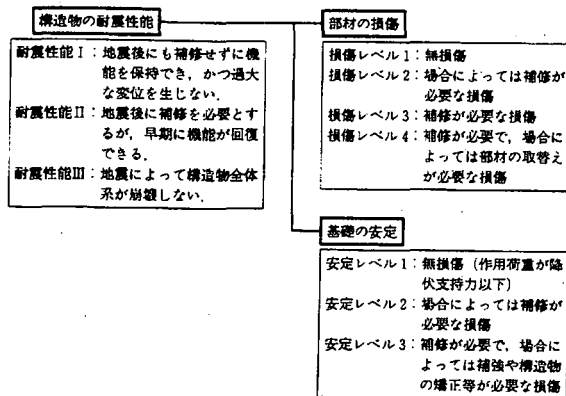 構造物の耐震性能
耐震性能Ⅰ：地震後にも補修せずに機
能を保持でき，かつ過大
な変位を生じない．
耐震性能Ⅱ：地震後に補修を必要とす
るが，早期に機能が回復
できる．
耐震性能Ⅲ：地震によって構造物全体
系が崩壊しない．
部材の損傷
損傷レベル1：無損傷
損傷レベル2：場合によっては補修が
必要な損傷
損傷レベル3：補修が必要な損傷
損傷レベル4：補修が必要で，場合に
よっては部材の取替え
が必要な損傷
基礎の安定
安定レベル1：無損傷（作用荷重が降
伏支持力以下）
安定レベル2：場合によっては補修が
必要な損傷
安定レベル3：補修が必要で，場合に
よっては補強や構造物
の矯正等が必要な損傷